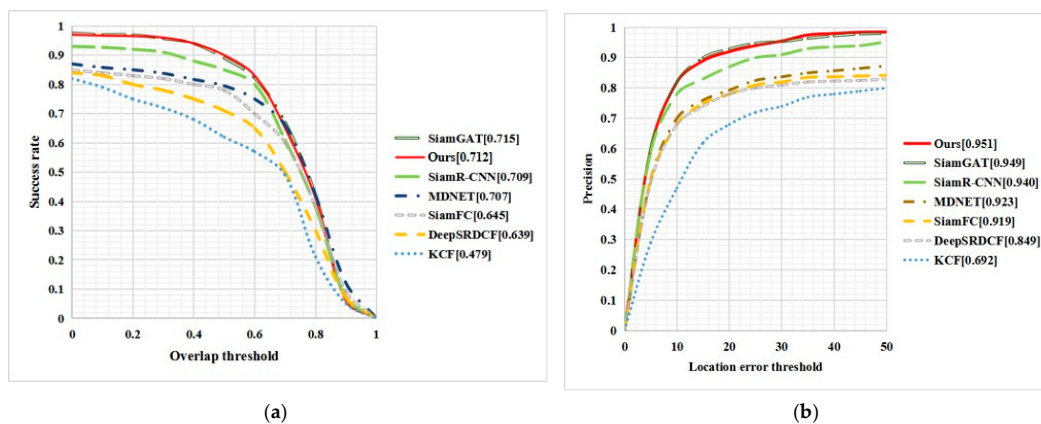 1
0.9
0.8
0.7
0.6
0.5
0.4
0.3
0.2
0.1
0
Success rate
0 0.2 0.4 0.6 0.8 1
Overlap threshold
SiamGAT[0.715]
Ours[0.712]
SiamR-CNN[0.709]
MDNET[0.707]
SiamFC[0.645]
DeepSRDCF[0.639]
KCF[0.479]
(a)
1
0.9
0.8
0.7
0.6
0.5
0.4
0.3
0.2
0.1
0
Precision
0 10 20 30 40 50
Location error threshold
Ours[0.951]
SiamGAT[0.949]
SiamR-CNN[0.940]
MDNET[0.923]
SiamFC[0.919]
DeepSRDCF[0.849]
KCF[0.692]
(b)